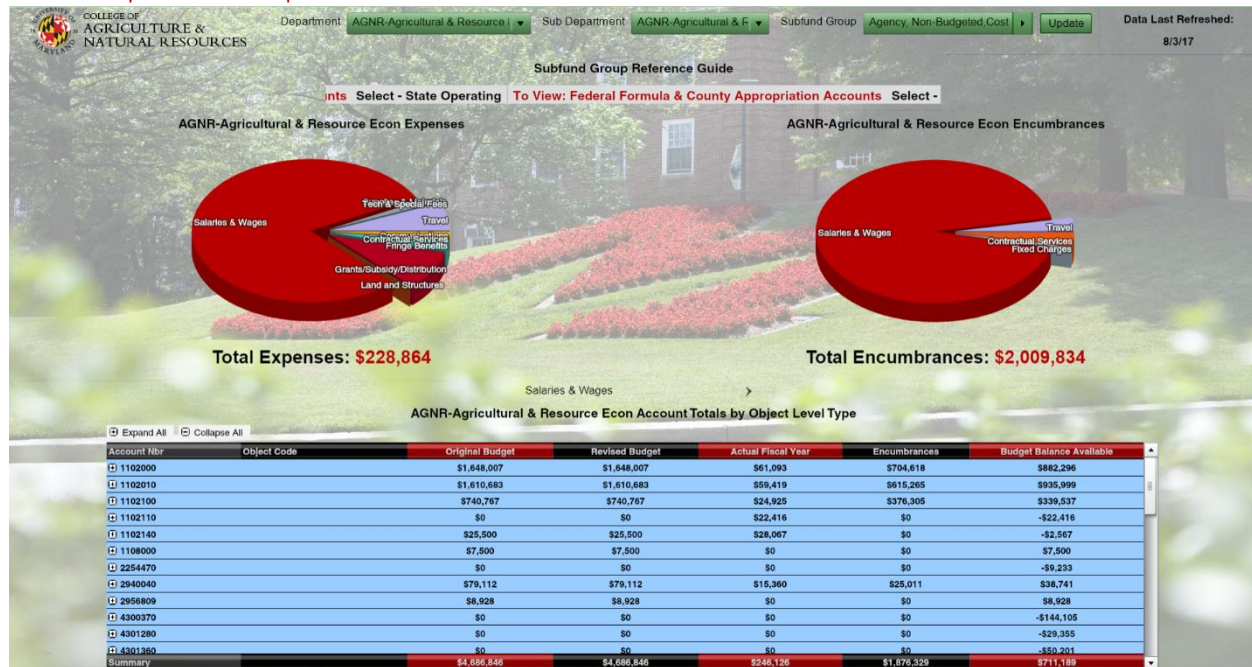 COLLEGE OF
AGRICULTURE &
NATURAL RESOURCES
UNIVERSITY OF
MARYLAND
Department AGNR-Agricultural & Resource Sub Department AGNR-Agricultural & F Subfund Group Agency, Non-Budgeted,Cost Update
Data Last Refreshed:
8/3/17
Subfund Group Reference Guide
nts Select - State Operating To View: Federal Formula & County Appropriation Accounts Select -
AGNR-Agricultural & Resource Econ Expenses
Salaries & Wages
Tech & Special Fees
Travel
Contractual Services
Fringe Benefits
Grants/Subsidy/Distribution
Land and Structures
Total Expenses: $228,864
AGNR-Agricultural & Resource Econ Encumbrances
Salaries & Wages
Travel
Contractual Services
Fixed Charges
Total Encumbrances: $2,009,834
Salaries & Wages
AGNR-Agricultural & Resource Econ Account Totals by Object Level Type
Expand All Collapse All
Account Nbr Object Code Original Budget Revised Budget Actual Fiscal Year Encumbrances Budget Balance Available
1102000 $1,648,007 $1,648,007 $61,093 $704,618 $882,296
1102010 $1,610,683 $1,610,683 $59,419 $615,265 $935,999
1102100 $740,767 $740,767 $24,925 $376,305 $339,537
1102110 $0 $0 $22,416 $0 -$22,416
1102140 $25,500 $25,500 $28,067 $0 -$2,567
1108000 $7,500 $7,500 $0 $0 $7,500
2254470 $0 $0 $0 $0 -$9,233
2940040 $79,112 $79,112 $15,360 $25,011 $38,741
2956809 $8,928 $8,928 $0 $0 $8,928
4300370 $0 $0 $0 $0 -$144,105
4301280 $0 $0 $0 $0 -$29,355
4301360 $0 $0 $0 $0 -$50,201
Summary $4,686,846 $4,686,846 $246,126 $1,876,329 $711,189